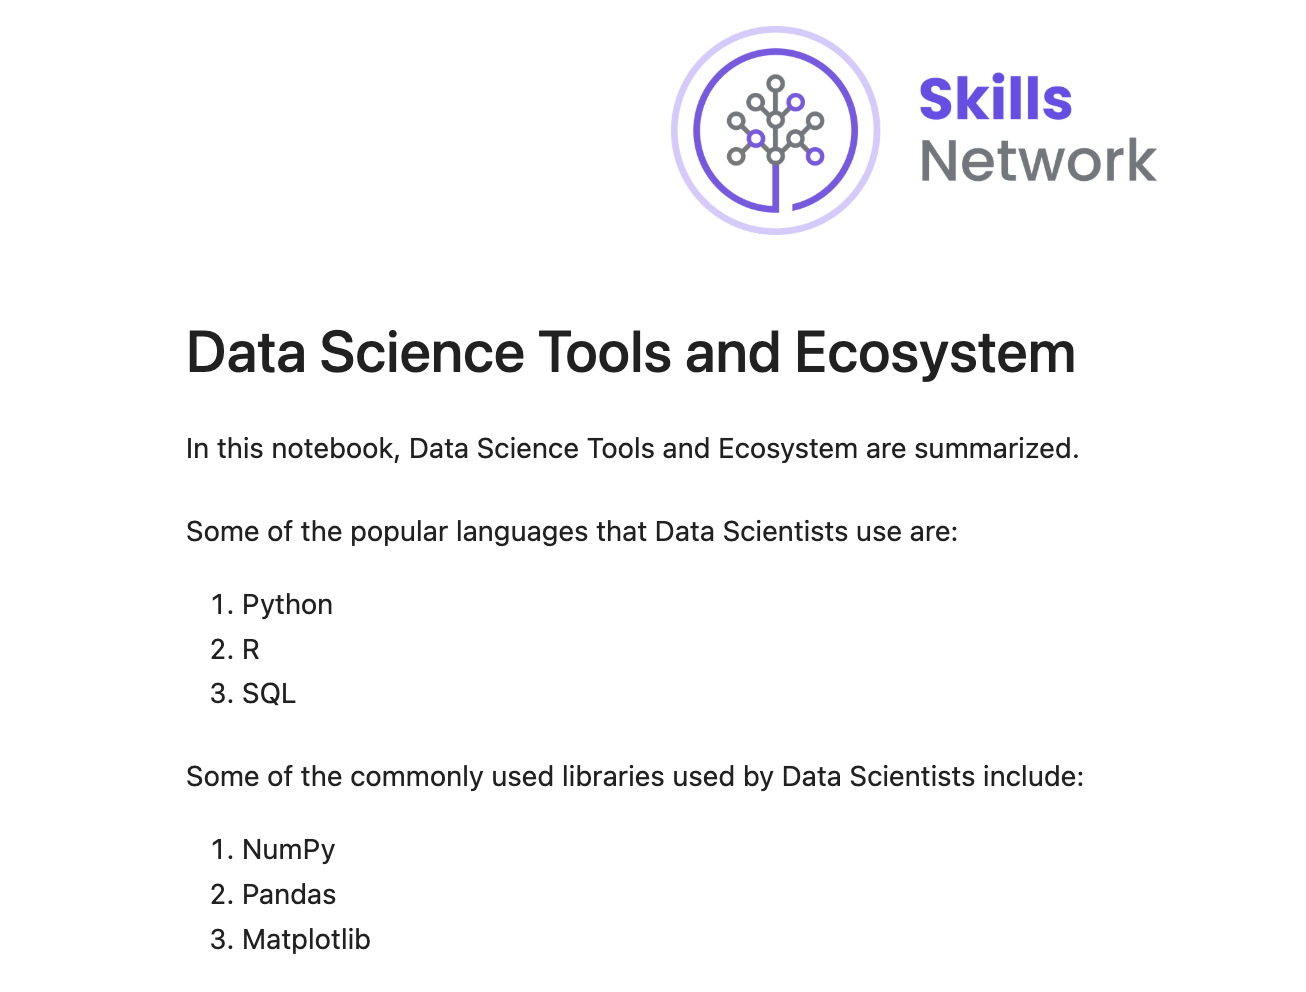 Skills
Network
Data Science Tools and Ecosystem
In this notebook, Data Science Tools and Ecosystem are summarized.
Some of the popular languages that Data Scientists use are:
1. Python
2. R
3. SQL
Some of the commonly used libraries used by Data Scientists include:
1. NumPy
2. Pandas
3. Matplotlib